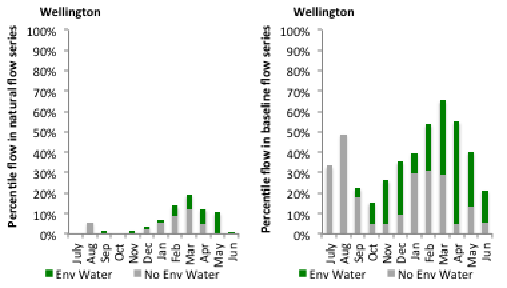 Wellington
Percentile flow in natural flow series
100%
90%
80%
70%
60%
50%
40%
30%
20%
10%
0%
July
Aug
Sep
Oct
Nov
Dec
Jan
Feb
Mar
Apr
May
Jun
Env Water
No Env Water
Wellington
Percentile flow in baseline flow series
100%
90%
80%
70%
60%
50%
40%
30%
20%
10%
0%
July
Aug
Sep
Oct
Nov
Dec
Jan
Feb
Mar
Apr
May
Jun
Env Water
No Env Water